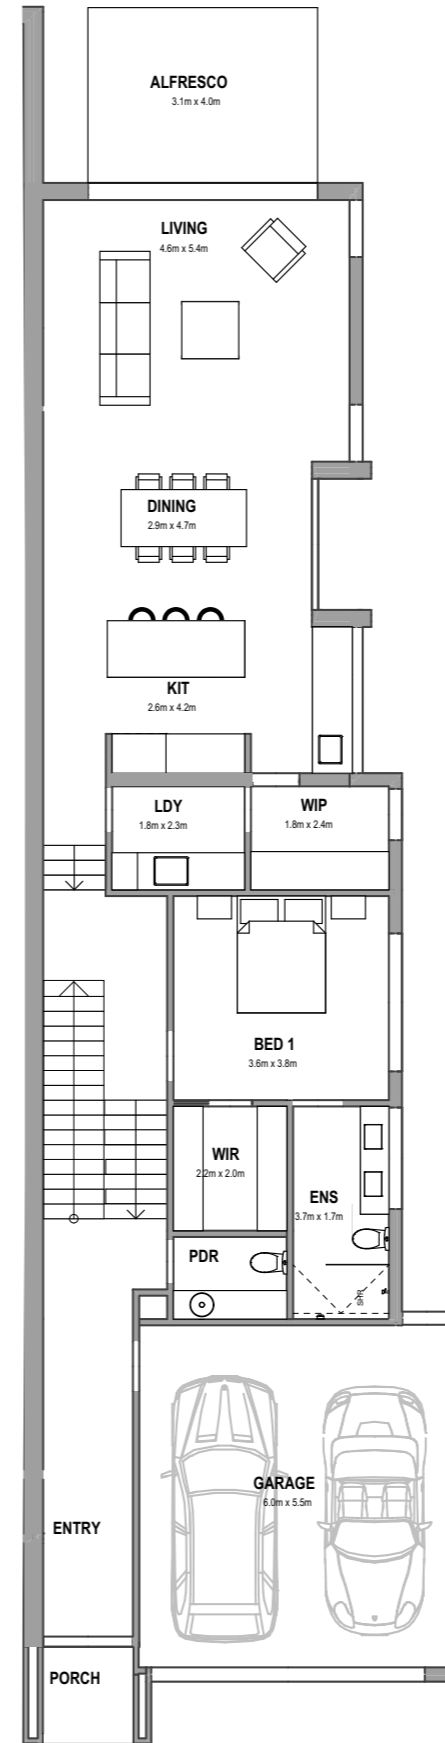 ALFRESCO
3.1m x 4.0m
LIVING
4.6m x 5.4m
DINING
2.9m x 4.7m
KIT
2.6m x 4.2m
LDY
1.8m x 2.3m
WIP
1.8m x 2.4m
BED 1
3.6m x 3.8m
WIR
2.2m x 2.0m
ENS
3.7m x 1.7m
PDR
SHR
GARAGE
6.0m x 5.5m
ENTRY
PORCH